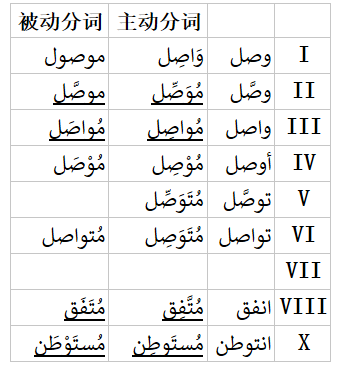 主动分词 被动分词
I وصل وَاصِل موصول
II وصَّل مُوَصِّل موصَّل
III واصل مُواصِل مُواصَل
IV أوصل مُوْصِل مُوْصَل
V توصَّل مُتَوَصِّل
VI تواصل مُتَوَصِل مُتواصل
VII
VIII انفق مُتَّفِق مُتَّفَق
X انتوطن مُستَوطِن مُستَوْطَن